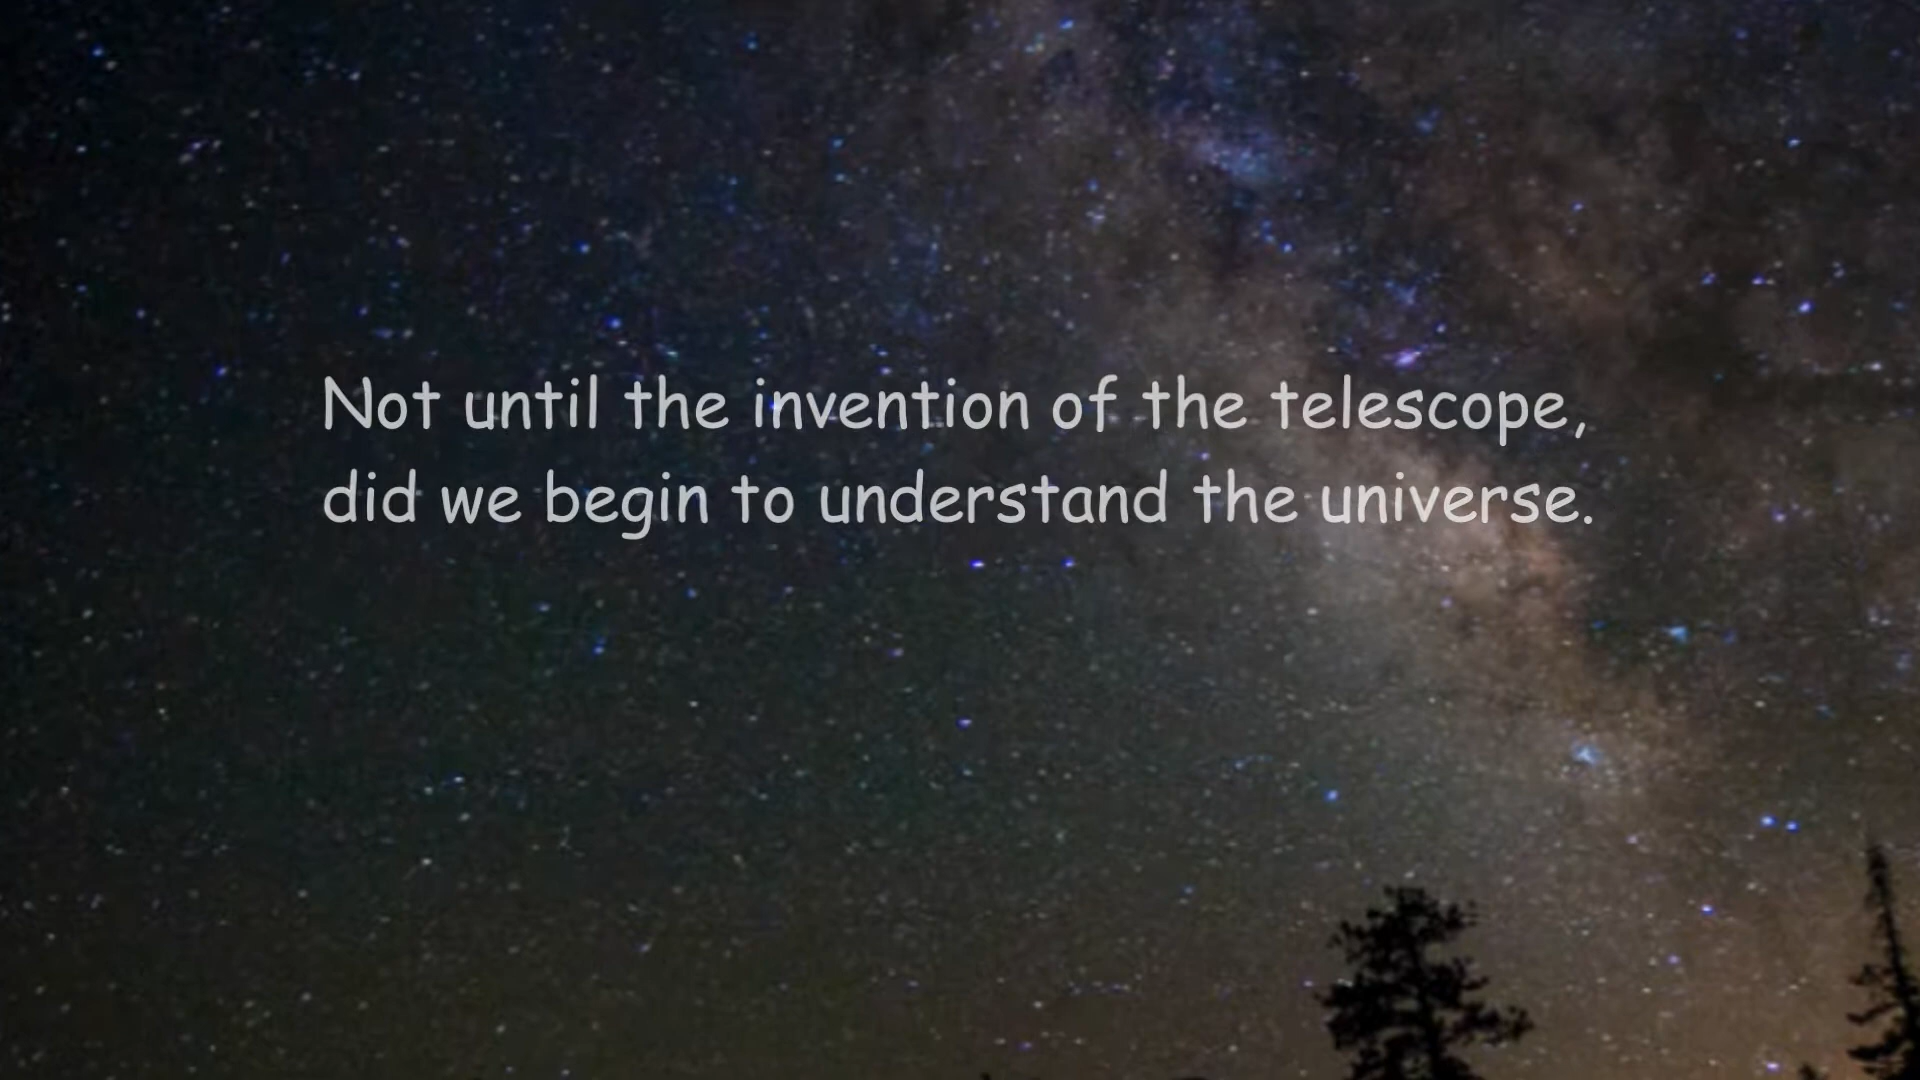 Not until the invention of the telescope,
did we begin to understand the universe.